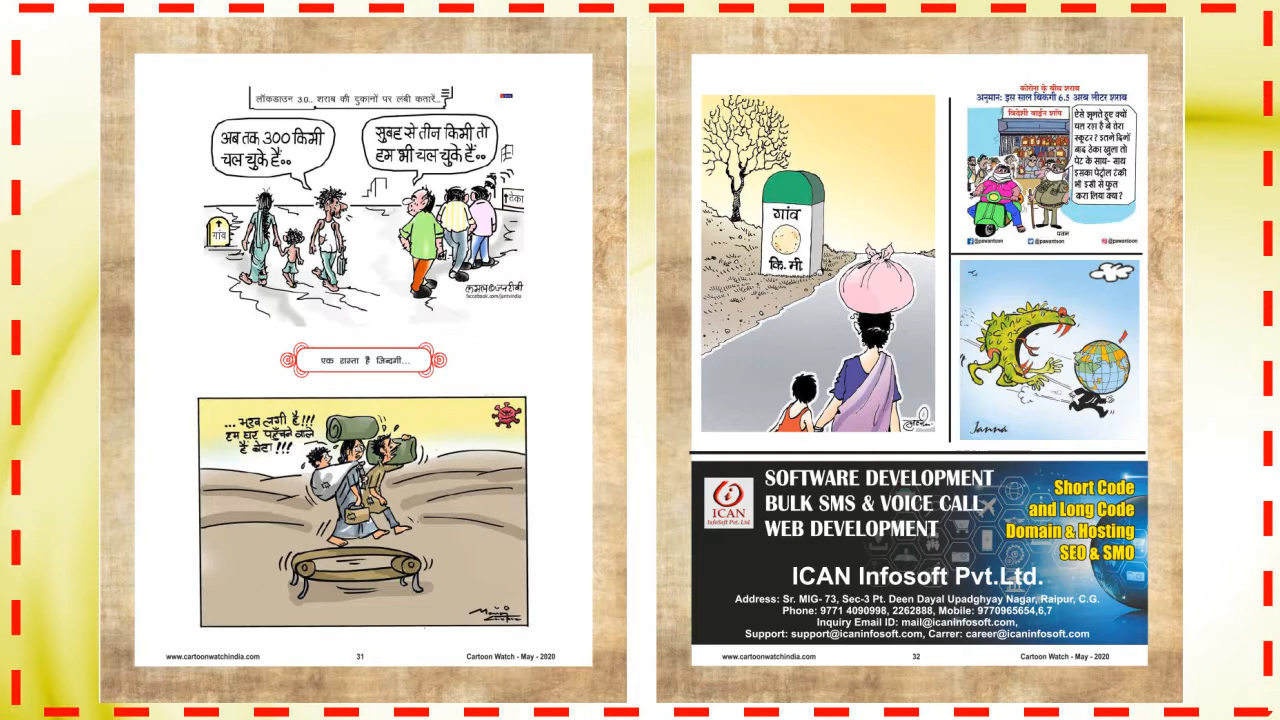 लॉकडाउन 3.0.. शराब की दुकानों पर लंबी कतारें..
अब तक 300 किमी
चल चुके हैं..
सुबह से तीन किमी तो
हम भी चल चुके हैं..
गांव
ठेका
facebook.com/jantvindia
एक रास्ता है जिन्दगी...
...भूख लगी है!!!
हम घर पहुँचने वाले
हैं बेटा!!!
www.cartoonwatchindia.com
31
Cartoon Watch - May - 2020
गांव
कि.मी
कोरोना के बीच शराब
अनुमान: इस साल बिकेगी 6.5 अरब लीटर शराब
विदेशी वाईन शॉप
ऐसे झूमते हुए क्यों
चल रहा है बे तेरा
स्कूटर? इतने दिनों
बाद ठेका खुला तो
पेट के साथ- साथ
इसका पेट्रोल टंकी
भी इसी से फुल
करा लिया क्या?
पवन
@pawantoon
@pawantoon
@pawantoon
Janna
ICAN
InfoSoft Pvt. Ltd.
SOFTWARE DEVELOPMENT
BULK SMS & VOICE CALL
WEB DEVELOPMENT
Short Code
and Long Code
Domain & Hosting
SEO & SMO
ICAN Infosoft Pvt.Ltd.
Address: Sr. MIG- 73, Sec-3 Pt. Deen Dayal Upadghyay Nagar, Raipur, C.G.
Phone: 9771 4090998, 2262888, Mobile: 9770965654,6,7
Inquiry Email ID: mail@icaninfosoft.com,
Support: support@icaninfosoft.com, Carrer: career@icaninfosoft.com
www.cartoonwatchindia.com
32
Cartoon Watch - May - 2020